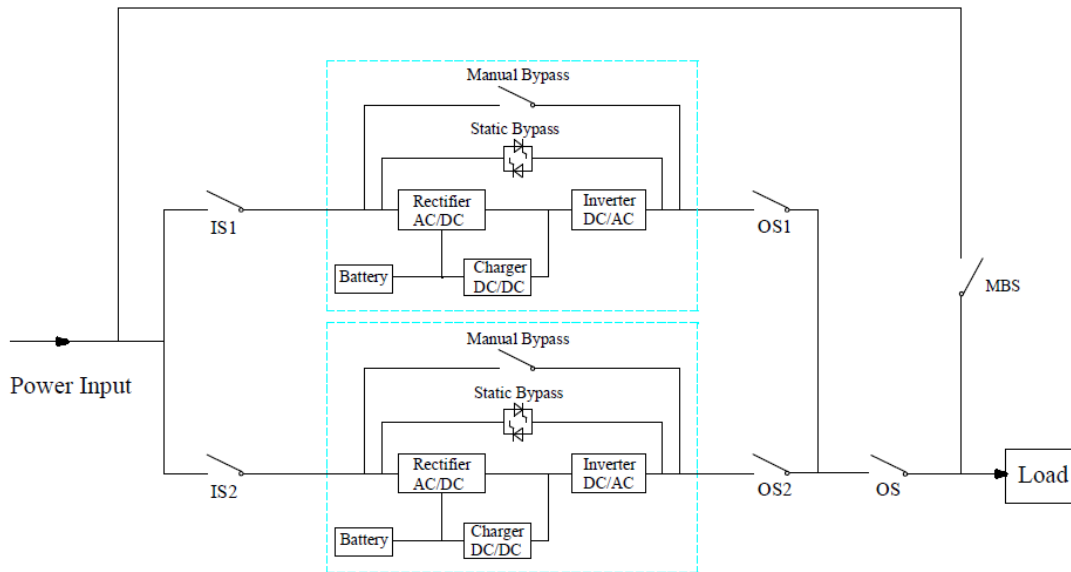 Manual Bypass
Static Bypass
Rectifier
AC/DC
Inverter
DC/AC
IS1
OS1
Battery
Charger
DC/DC
MBS
Power Input
Manual Bypass
Static Bypass
Rectifier
AC/DC
Inverter
DC/AC
IS2
OS2
OS
Load
Battery
Charger
DC/DC